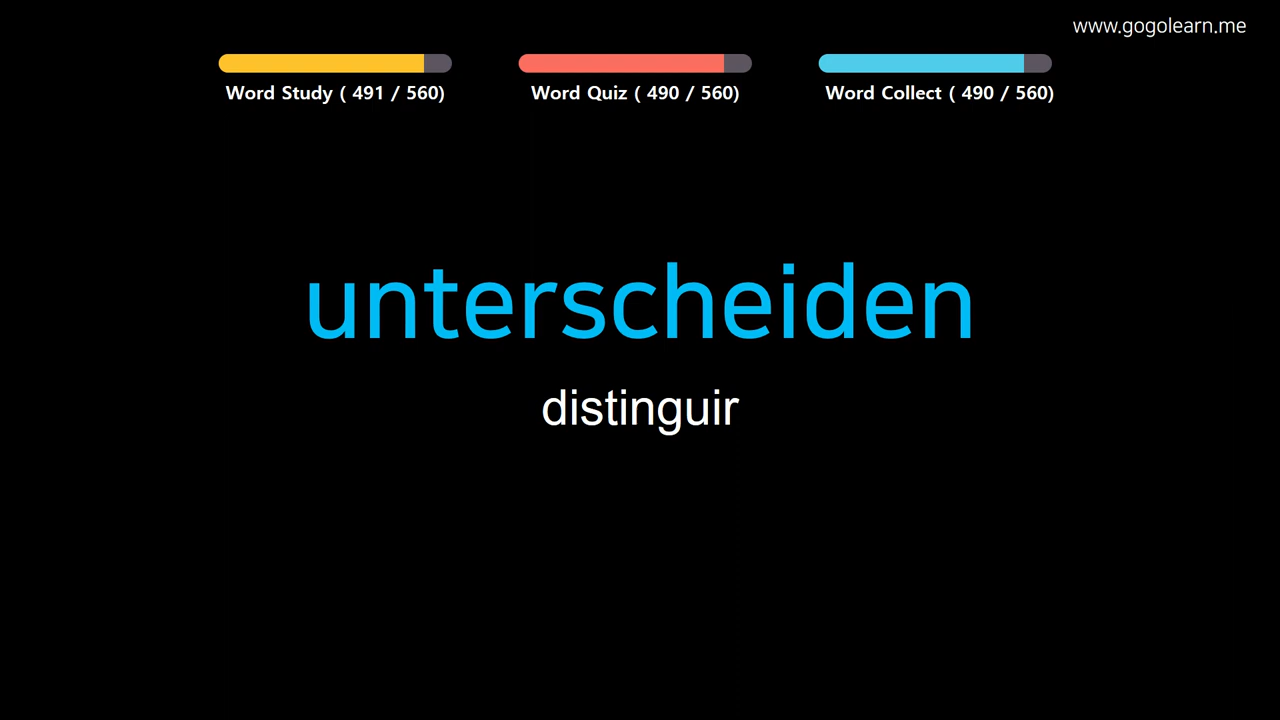 www.gogolearn.me
Word Study ( 491 / 560)
Word Quiz ( 490 / 560)
Word Collect ( 490 / 560)
unterscheiden
distinguir